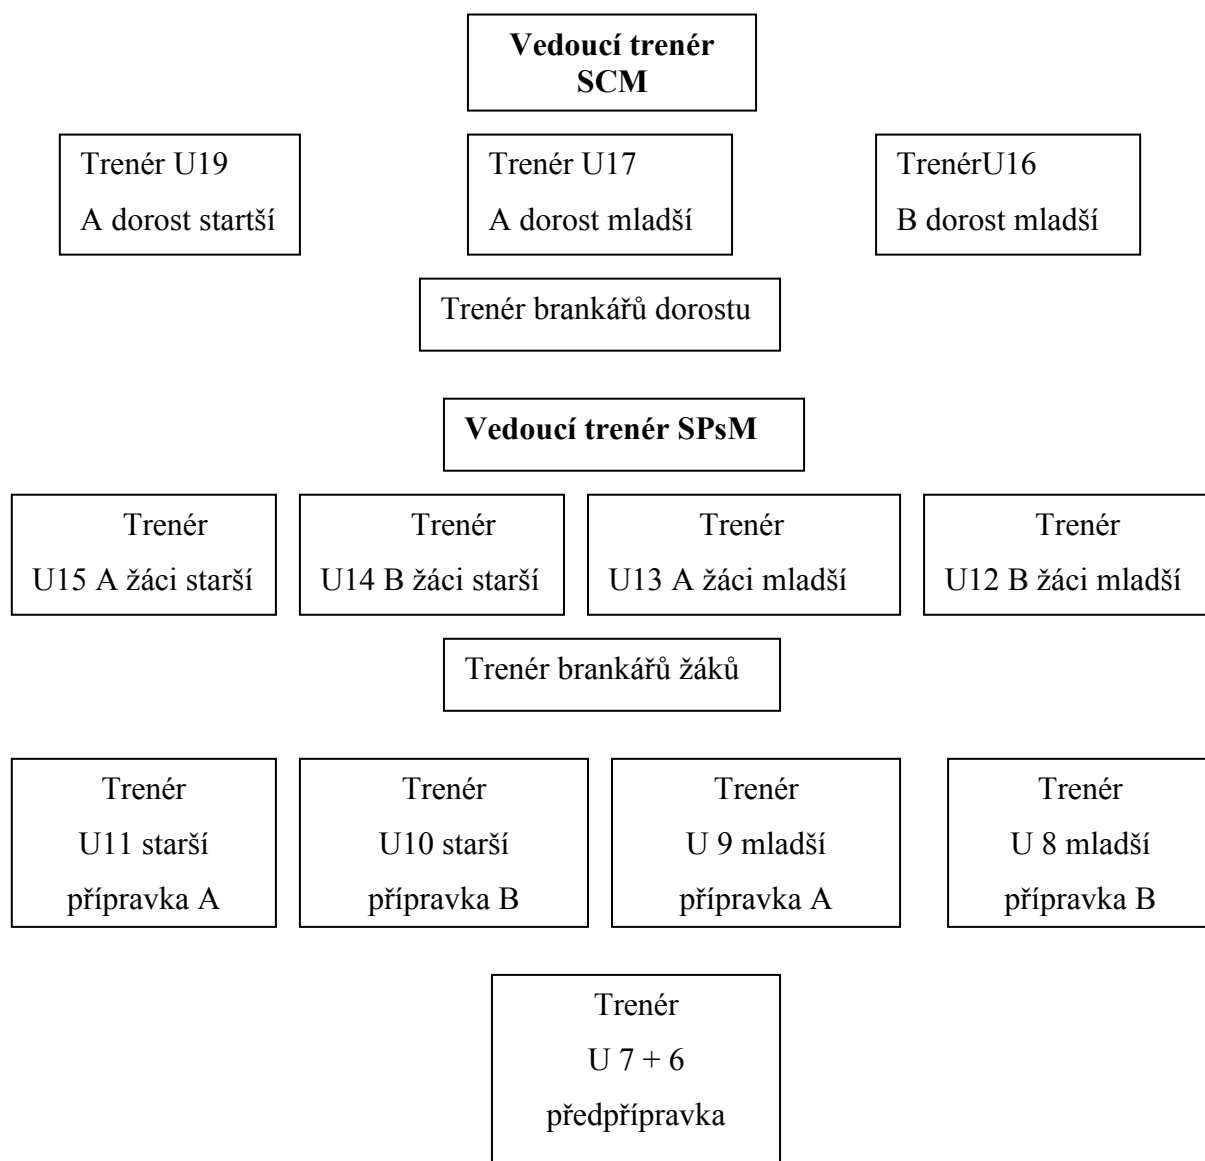 Vedoucí trenér
SCM
Trenér U19
A dorost startší
Trenér U17
A dorost mladší
TrenérU16
B dorost mladší
Trenér brankářů dorostu
Vedoucí trenér SPsM
Trenér
U15 A žáci starší
Trenér
U14 B žáci starší
Trenér
U13 A žáci mladší
Trenér
U12 B žáci mladší
Trenér brankářů žáků
Trenér
U11 starší
přípravka A
Trenér
U10 starší
přípravka B
Trenér
U 9 mladší
přípravka A
Trenér
U 8 mladší
přípravka B
Trenér
U 7 + 6
předpřípravka